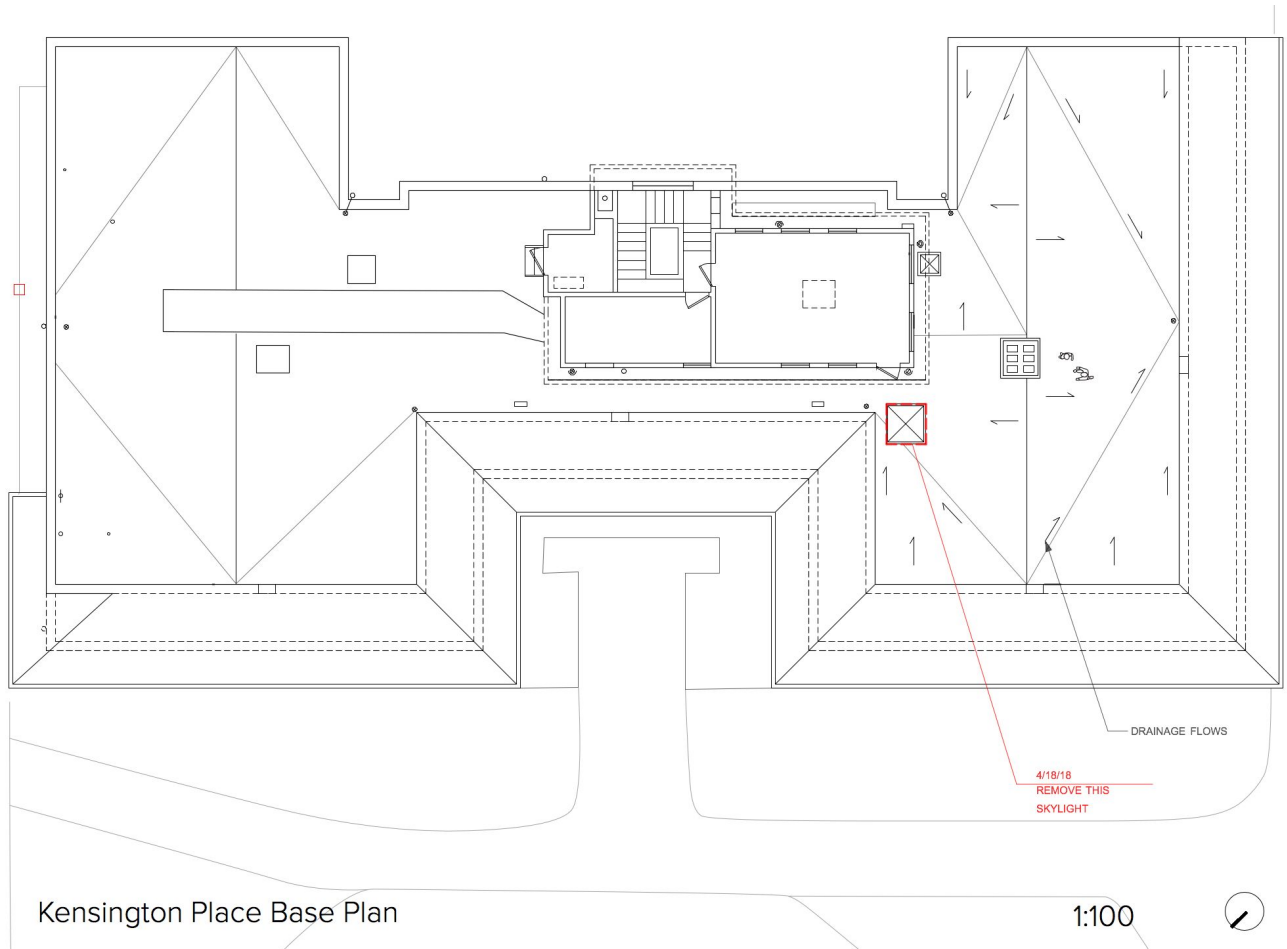 DRAINAGE FLOWS
4/18/18
REMOVE THIS
SKYLIGHT
Kensington Place Base Plan
1:100